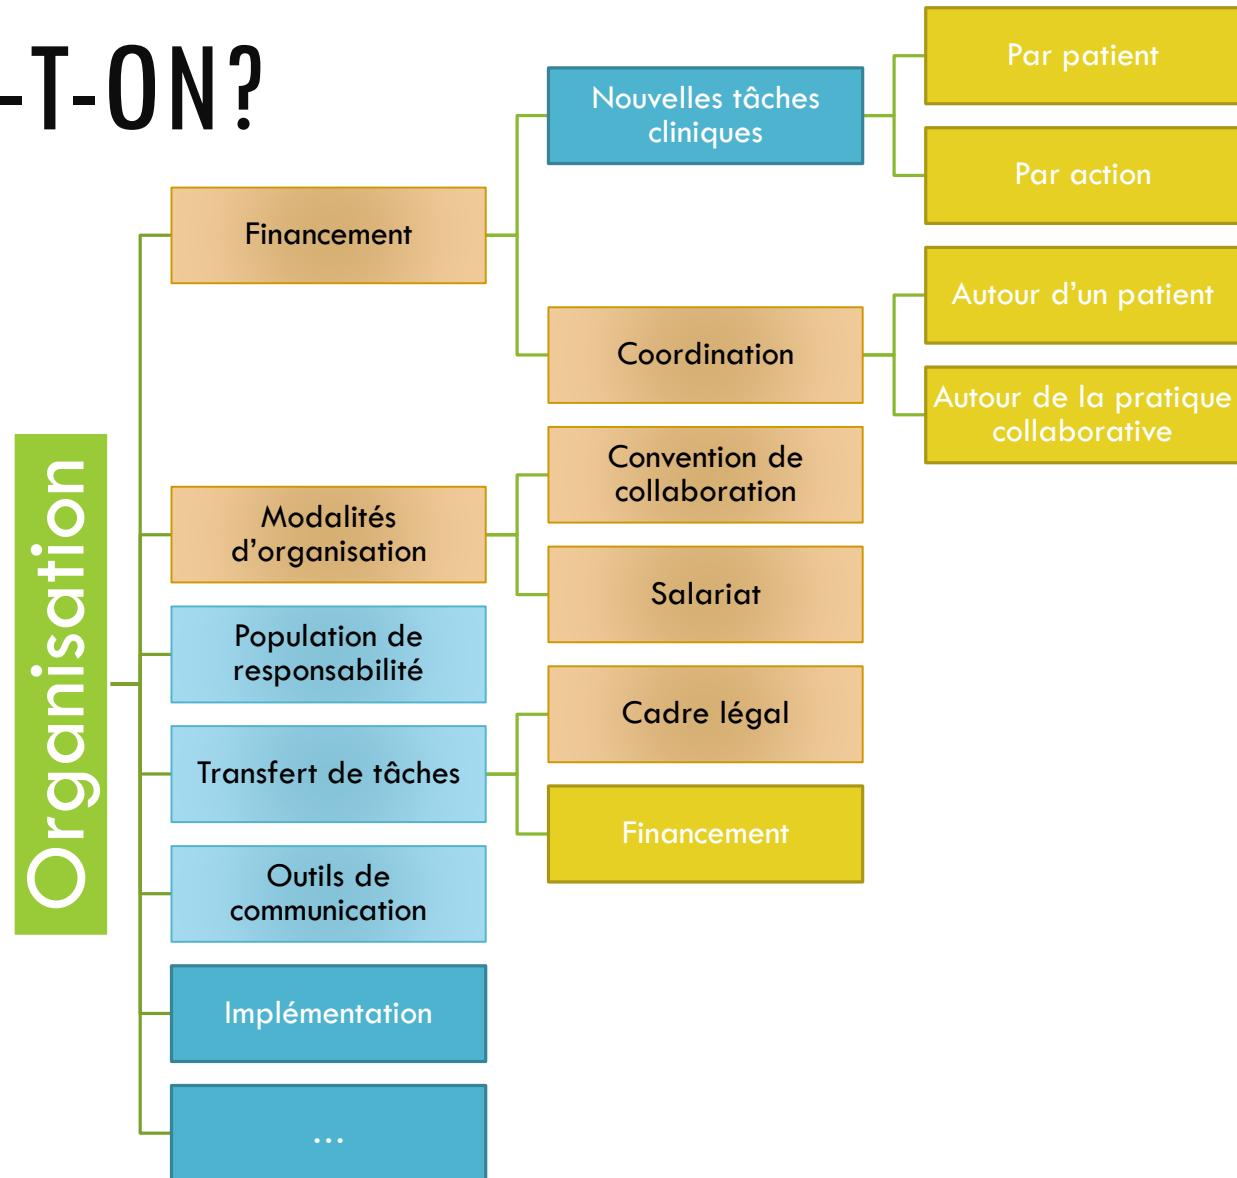 -T-ON?
Organisation
Financement
Nouvelles tâches
cliniques
Par patient
Par action
Coordination
Autour d’un patient
Autour de la pratique
collaborative
Modalités
d’organisation
Convention de
collaboration
Salariat
Population de
responsabilité
Transfert de tâches
Cadre légal
Financement
Outils de
communication
Implémentation
...